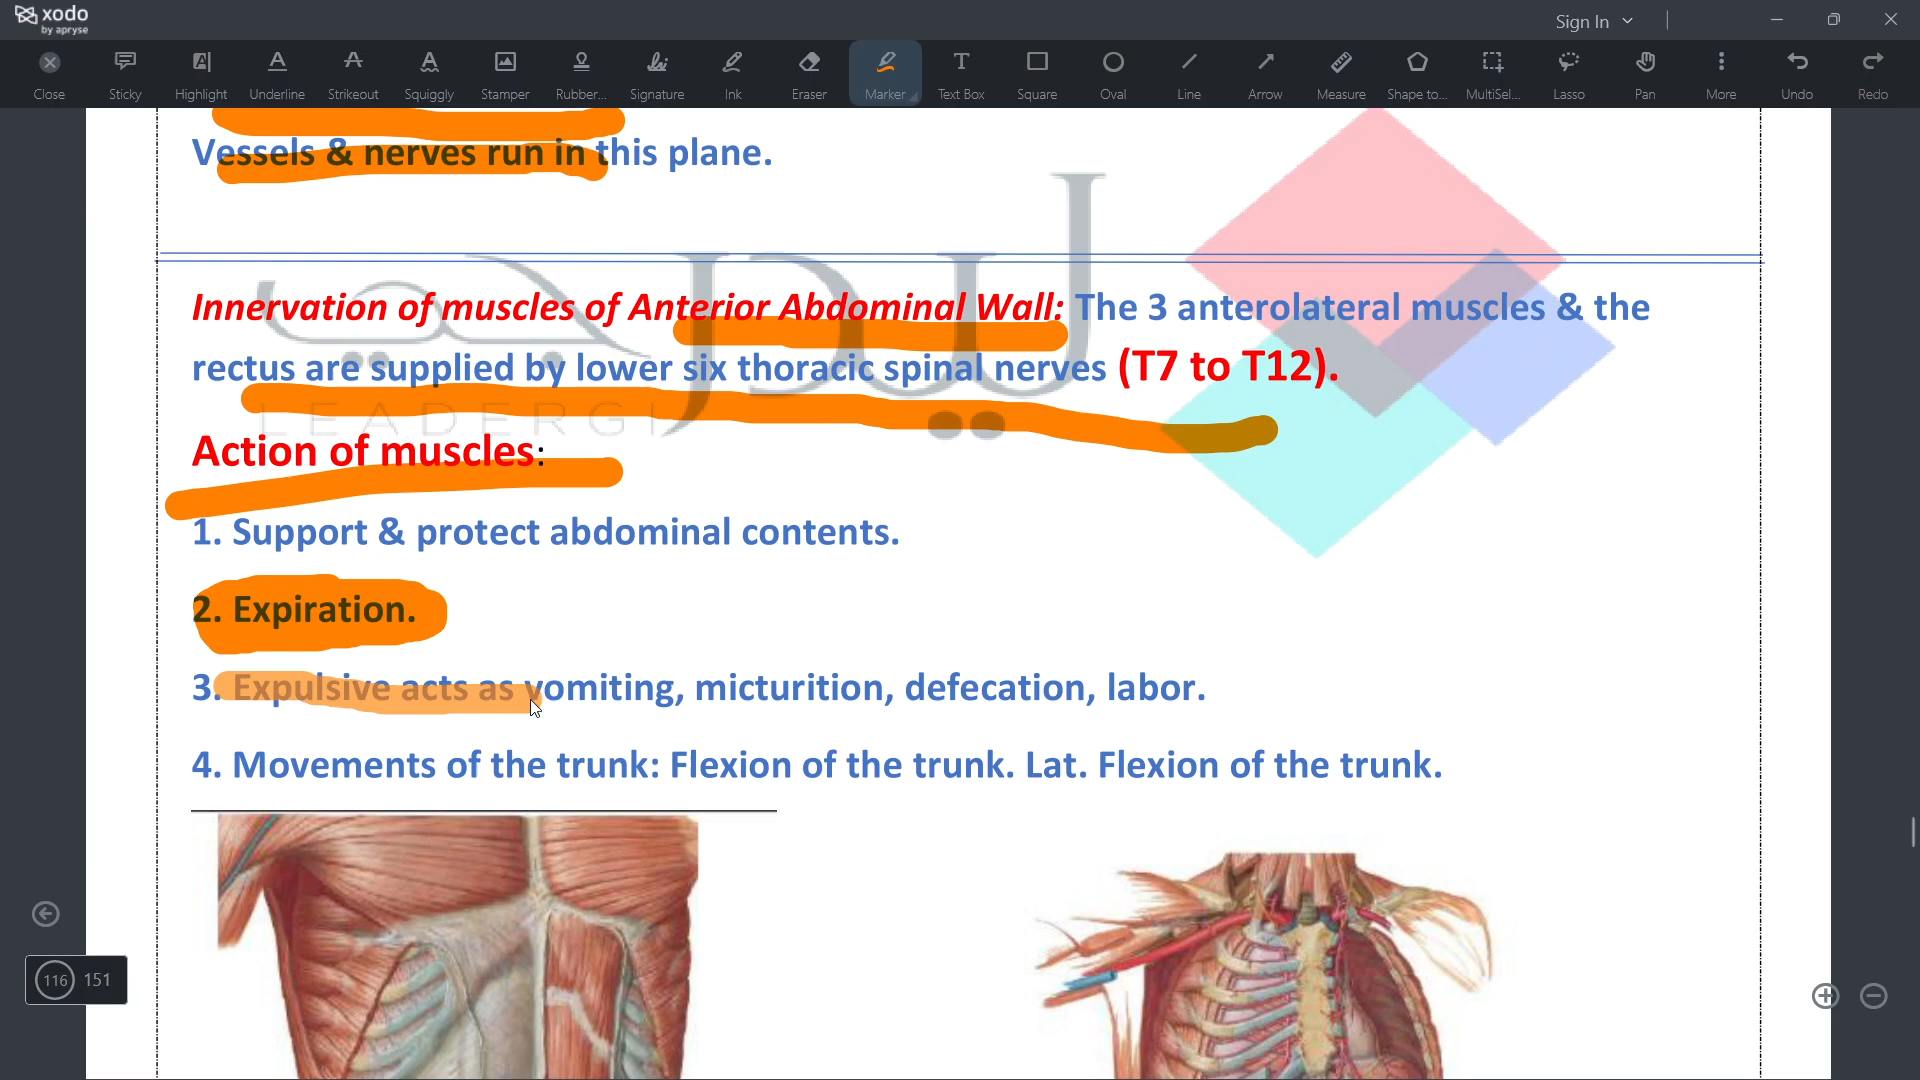 xodo
by apryse
Sign In
Close
Sticky
Highlight
Underline
Strikeout
Squiggly
Stamper
Rubber...
Signature
Ink
Eraser
Marker
Text Box
Square
Oval
Line
Arrow
Measure
Shape to...
MultiSel...
Lasso
Pan
More
Undo
Redo
Vessels & nerves run in this plane.
ليدرجت
LEADERGI
Innervation of muscles of Anterior Abdominal Wall: The 3 anterolateral muscles & the
rectus are supplied by lower six thoracic spinal nerves (T7 to T12).
Action of muscles:
1. Support & protect abdominal contents.
2. Expiration.
3. Expulsive acts as vomiting, micturition, defecation, labor.
4. Movements of the trunk: Flexion of the trunk. Lat. Flexion of the trunk.
116 151